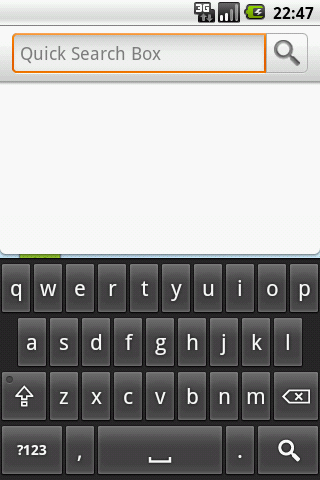 3G 22:47
Quick Search Box
q w e r t y u i o p
a s d f g h j k l
z x c v b n m
?123 , .